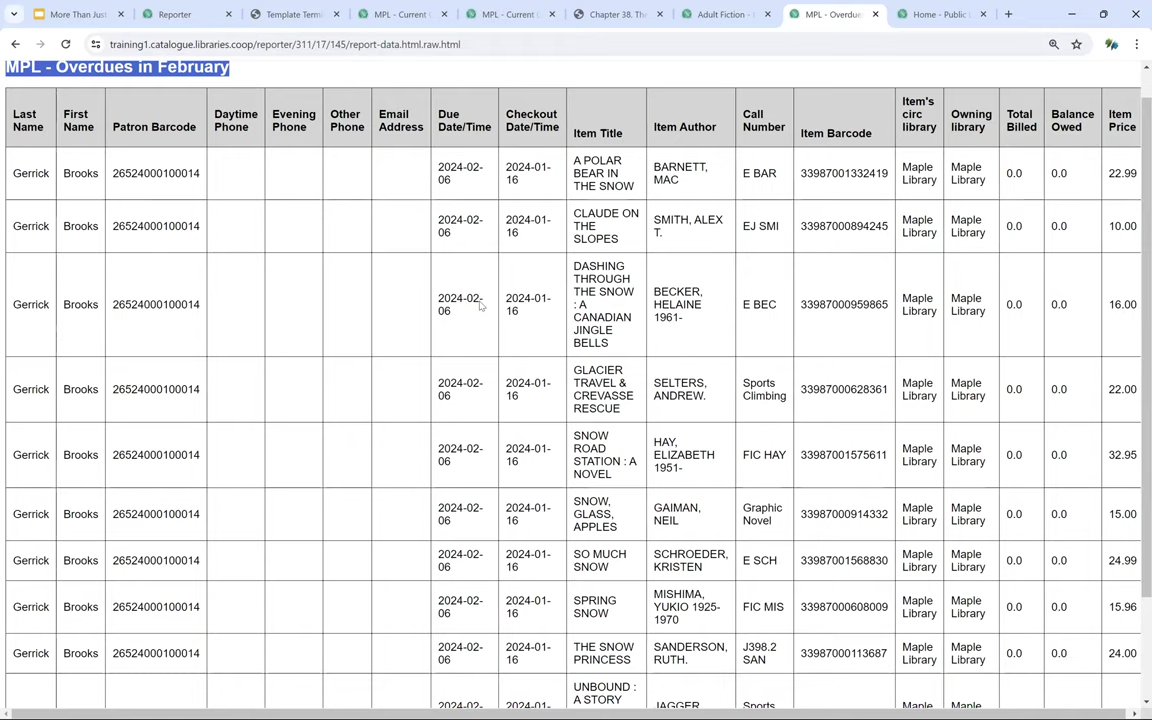 More Than Just
Reporter
Template Termi
MPL - Current C
MPL - Current L
Chapter 38. The
Adult Fiction -
MPL - Overdue
Home - Public L
training1.catalogue.libraries.coop/reporter/311/17/145/report-data.html.raw.html
MPL - Overdues in February
Last Name First Name Patron Barcode Daytime Phone Evening Phone Other Phone Email Address Due Date/Time Checkout Date/Time Item Title Item Author Call Number Item Barcode Item's circ library Owning library Total Billed Balance Owed Item Price
Gerrick Brooks 26524000100014 2024-02-06 2024-01-16 A POLAR BEAR IN THE SNOW BARNETT, MAC E BAR 33987001332419 Maple Library Maple Library 0.0 0.0 22.99
Gerrick Brooks 26524000100014 2024-02-06 2024-01-16 CLAUDE ON THE SLOPES SMITH, ALEX T. EJ SMI 33987000894245 Maple Library Maple Library 0.0 0.0 10.00
Gerrick Brooks 26524000100014 2024-02-06 2024-01-16 DASHING THROUGH THE SNOW : A CANADIAN JINGLE BELLS BECKER, HELAINE 1961- E BEC 33987000959865 Maple Library Maple Library 0.0 0.0 16.00
Gerrick Brooks 26524000100014 2024-02-06 2024-01-16 GLACIER TRAVEL & CREVASSE RESCUE SELTERS, ANDREW. Sports Climbing 33987000628361 Maple Library Maple Library 0.0 0.0 22.00
Gerrick Brooks 26524000100014 2024-02-06 2024-01-16 SNOW ROAD STATION : A NOVEL HAY, ELIZABETH 1951- FIC HAY 33987001575611 Maple Library Maple Library 0.0 0.0 32.95
Gerrick Brooks 26524000100014 2024-02-06 2024-01-16 SNOW, GLASS, APPLES GAIMAN, NEIL Graphic Novel 33987000914332 Maple Library Maple Library 0.0 0.0 15.00
Gerrick Brooks 26524000100014 2024-02-06 2024-01-16 SO MUCH SNOW SCHROEDER, KRISTEN E SCH 33987001568830 Maple Library Maple Library 0.0 0.0 24.99
Gerrick Brooks 26524000100014 2024-02-06 2024-01-16 SPRING SNOW MISHIMA, YUKIO 1925-1970 FIC MIS 33987000608009 Maple Library Maple Library 0.0 0.0 15.96
Gerrick Brooks 26524000100014 2024-02-06 2024-01-16 THE SNOW PRINCESS SANDERSON, RUTH. J398.2 SAN 33987000113687 Maple Library Maple Library 0.0 0.0 24.00
2024-02- 2024-01- UNBOUND : A STORY JAGGER, Sports Maple Maple